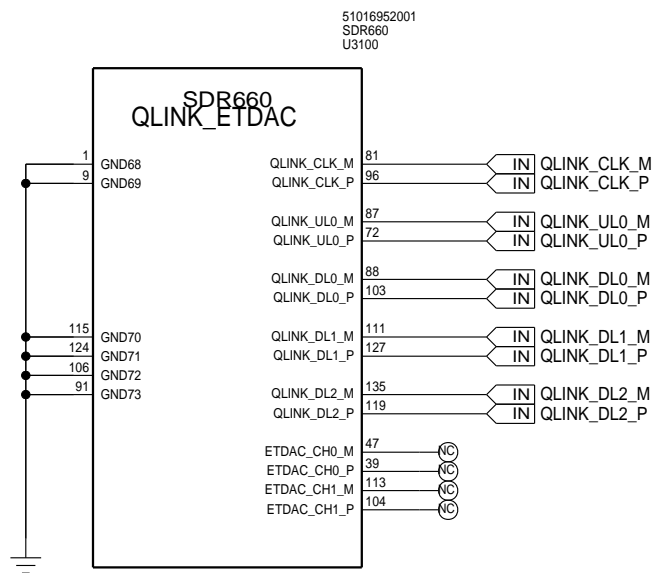 51016952001
SDR660
U3100
SDR660
QLINK_ETDAC
1 GND68 QLINK_CLK_M 81 IN QLINK_CLK_M
9 GND69 QLINK_CLK_P 96 IN QLINK_CLK_P
QLINK_UL0_M 87 IN QLINK_UL0_M
QLINK_UL0_P 72 IN QLINK_UL0_P
QLINK_DL0_M 88 IN QLINK_DL0_M
QLINK_DL0_P 103 IN QLINK_DL0_P
115 GND70 QLINK_DL1_M 111 IN QLINK_DL1_M
124 GND71 QLINK_DL1_P 127 IN QLINK_DL1_P
106 GND72
91 GND73 QLINK_DL2_M 135 IN QLINK_DL2_M
QLINK_DL2_P 119 IN QLINK_DL2_P
ETDAC_CH0_M 47 NC
ETDAC_CH0_P 39 NC
ETDAC_CH1_M 113 NC
ETDAC_CH1_P 104 NC